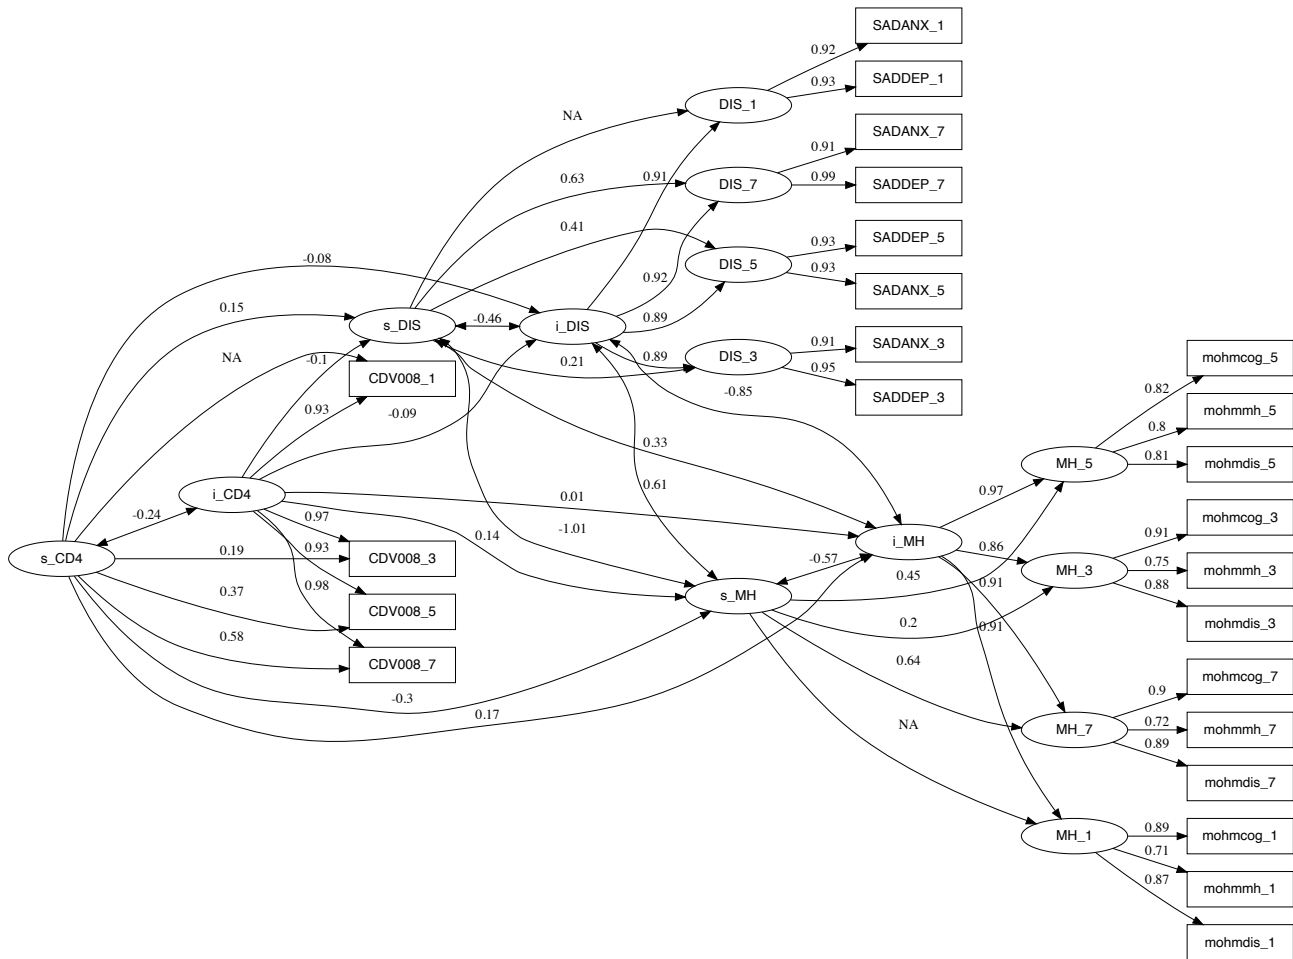 SADANX_1
0.92
SADDEP_1
0.93
DIS_1
NA
SADANX_7
0.91
DIS_7
0.63
0.91
0.99
SADDEP_7
0.41
SADDEP_5
0.93
DIS_5
0.93
0.92
SADANX_5
-0.08
0.15
s_DIS
-0.46
i_DIS
0.89
SADANX_3
0.91
DIS_3
0.89
0.21
0.95
SADDEP_3
NA
-0.1
CDV008_1
0.93
-0.09
-0.85
mohmcog_5
0.82
mohmmh_5
0.8
0.33
MH_5
0.81
mohmdis_5
0.61
0.97
i_CD4
0.01
-0.24
0.97
0.14
-1.01
mohmcog_3
0.91
i_MH
0.86
s_CD4
0.19
0.93
CDV008_3
-0.57
MH_3
0.75
mohmmh_3
0.45
0.91
0.88
0.37
0.98
CDV008_5
s_MH
0.2
0.91
mohmdis_3
0.58
CDV008_7
0.64
mohmcog_7
0.9
-0.3
0.17
NA
MH_7
0.72
mohmmh_7
0.89
mohmdis_7
MH_1
0.89
mohmcog_1
0.71
mohmmh_1
0.87
mohmdis_1